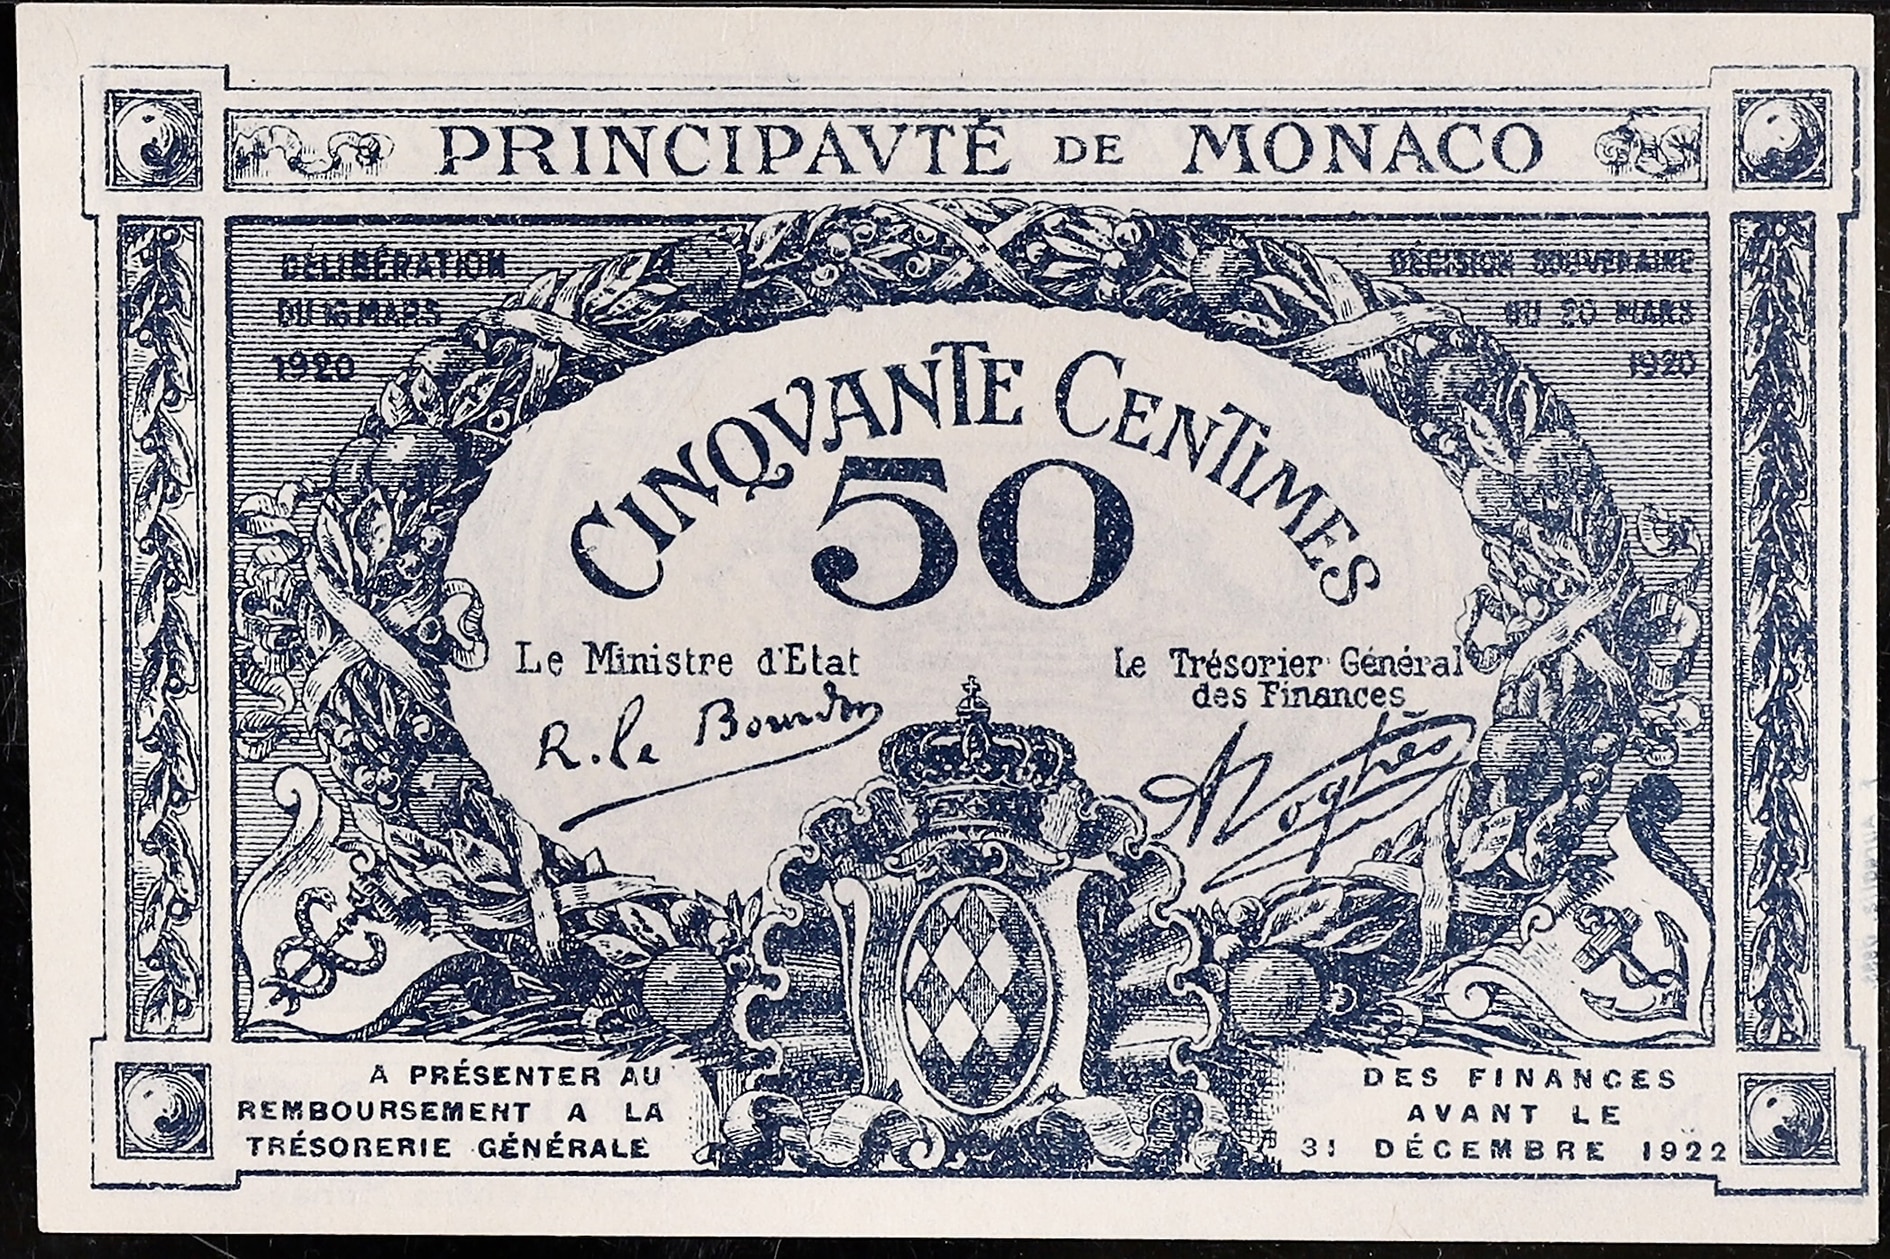 PRINCIPAVTÉ DE MONACO
DÉLIBÉRATION
DU 16 MARS
1920
DÉCISION SOUVERAINE
DU 20 MARS
1920
CINQVANTE CENTIMES
50
Le Ministre d'Etat
R. le Bourdon
Le Trésorier Général
des Finances
A PRÉSENTER AU
REMBOURSEMENT A LA
TRÉSORERIE GÉNÉRALE
DES FINANCES
AVANT LE
31 DÉCEMBRE 1922